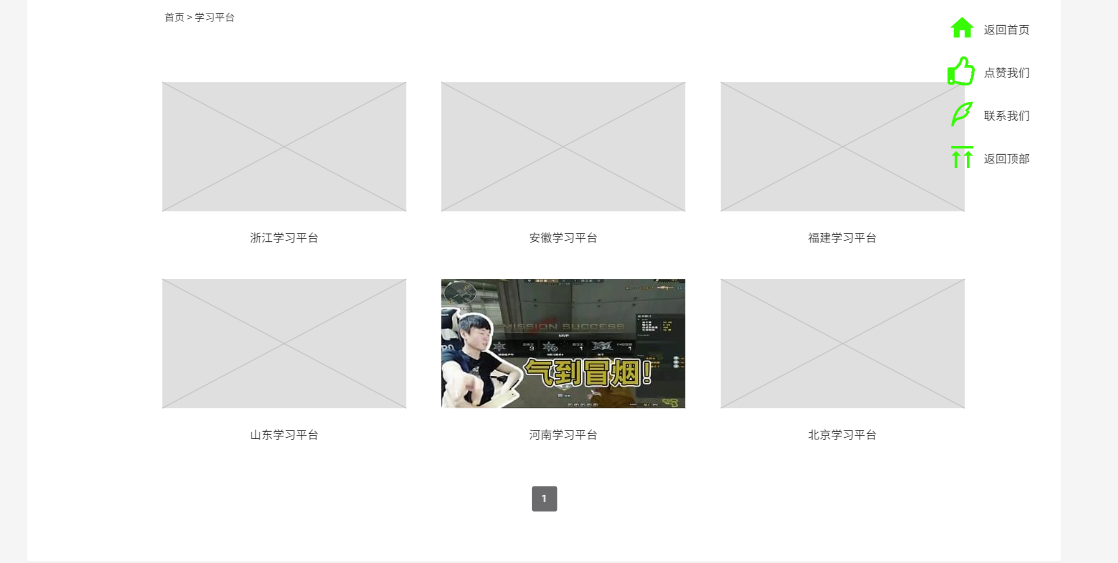 首页 > 学习平台
返回首页
点赞我们
联系我们
返回顶部
浙江学习平台
安徽学习平台
福建学习平台
MISSION SUCCESS
MVP
气到冒烟!
山东学习平台
河南学习平台
北京学习平台
1